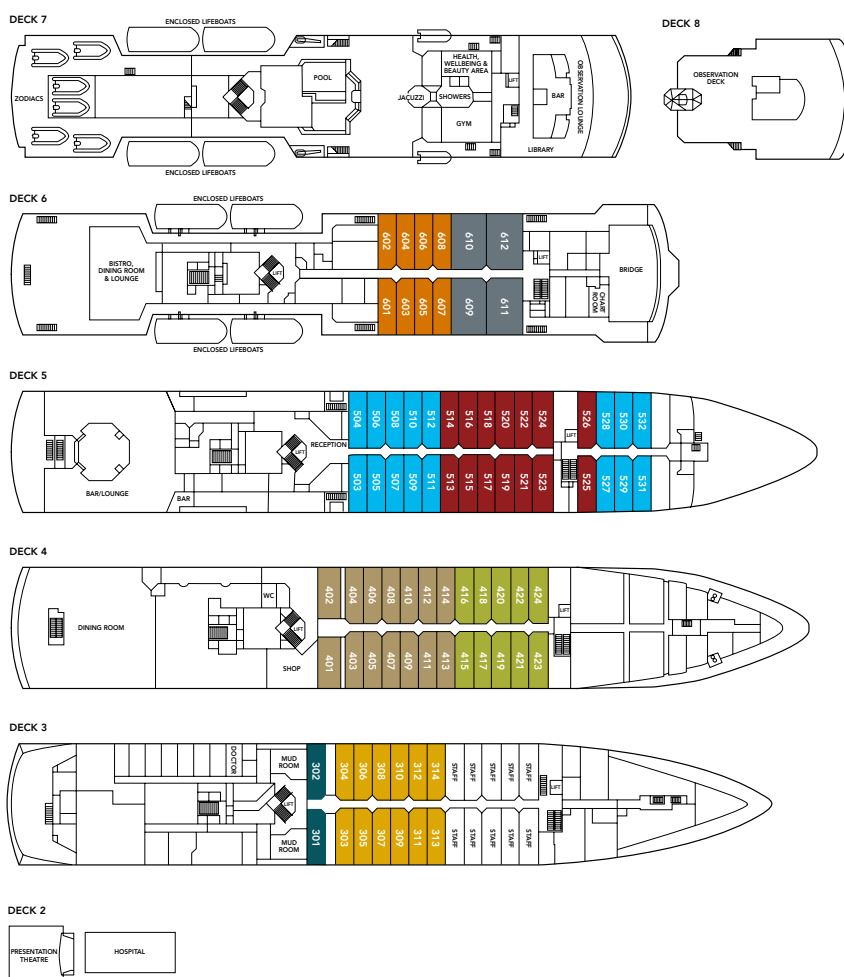 DECK 7
ENCLOSED LIFEBOATS
DECK 8
HEALTH,
WELLBEING &
BEAUTY AREA
LIFT
POOL
OBSERVATION
DECK
ZODIACS
JACUZZI
SHOWERS
BAR
OBSERVATION LOUNGE
GYM
LIBRARY
ENCLOSED LIFEBOATS
DECK 6
ENCLOSED LIFEBOATS
602
604
606
608
610
612
BISTRO,
DINING ROOM
& LOUNGE
LIFT
LIFT
BRIDGE
601
603
605
607
609
611
CHART
ROOM
ENCLOSED LIFEBOATS
DECK 5
504
506
508
510
512
514
516
518
520
522
524
526
528
530
532
RECEPTION
LIFT
LIFT
BAR/LOUNGE
BAR
503
505
507
509
511
513
515
517
519
521
523
525
527
529
531
DECK 4
WC
402
404
406
408
410
412
414
416
418
420
422
424
LIFT
DINING ROOM
LIFT
SHOP
401
403
405
407
409
411
413
415
417
419
421
423
DECK 3
DOCTOR
MUD
ROOM
302
304
306
308
310
312
314
STAFF
STAFF
STAFF
STAFF
STAFF
LIFT
LIFT
MUD
ROOM
301
303
305
307
309
311
313
STAFF
STAFF
STAFF
STAFF
STAFF
DECK 2
PRESENTATION
THEATRE
HOSPITAL